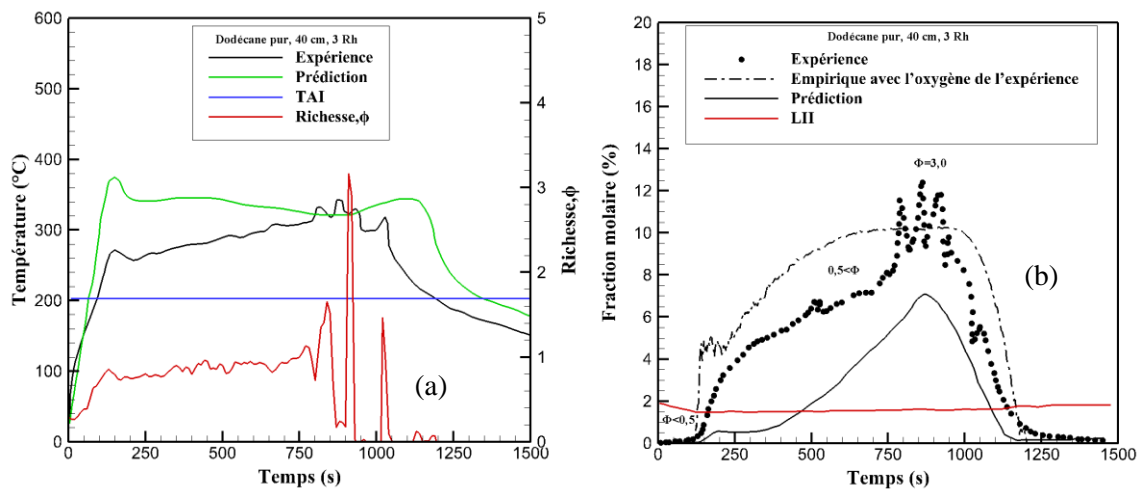 600
500
400
300
200
100
0
Température (°C)
Dodécane pur, 40 cm, 3 Rh
Expérience
Prédiction
TAI
Richesse,ϕ
(a)
5
4
3
2
1
0
Richesse,ϕ
0 250 500 750 1000 1250 1500
Temps (s)
20
18
16
14
12
10
8
6
4
2
0
Fraction molaire (%)
Dodécane pur, 40 cm, 3 Rh
Expérience
Empirique avec l'oxygène de l'expérience
Prédiction
LII
Φ=3,0
0,5<Φ
(b)
Φ<0,5
0 250 500 750 1000 1250 1500
Temps (s)